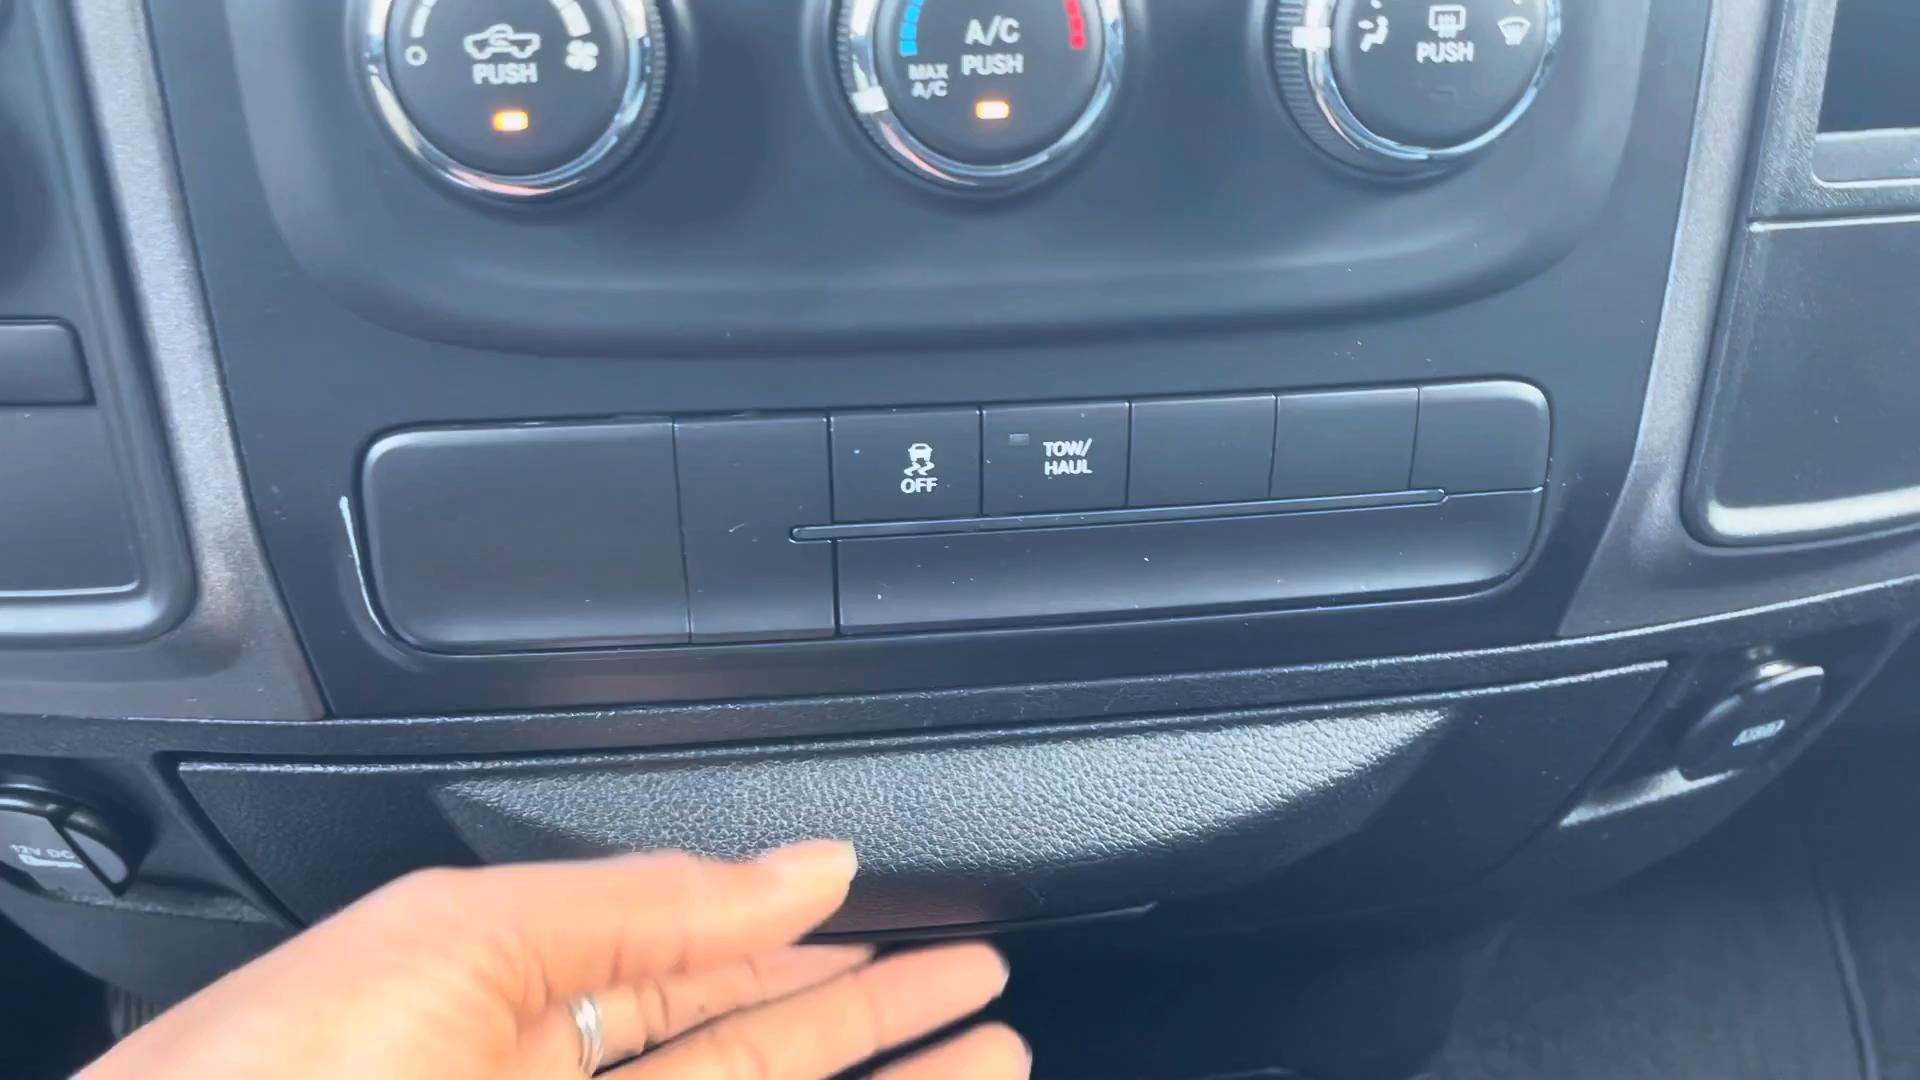 PUSH
MAX
A/C
A/C
PUSH
PUSH
OFF
TOW/
HAUL
12V DC